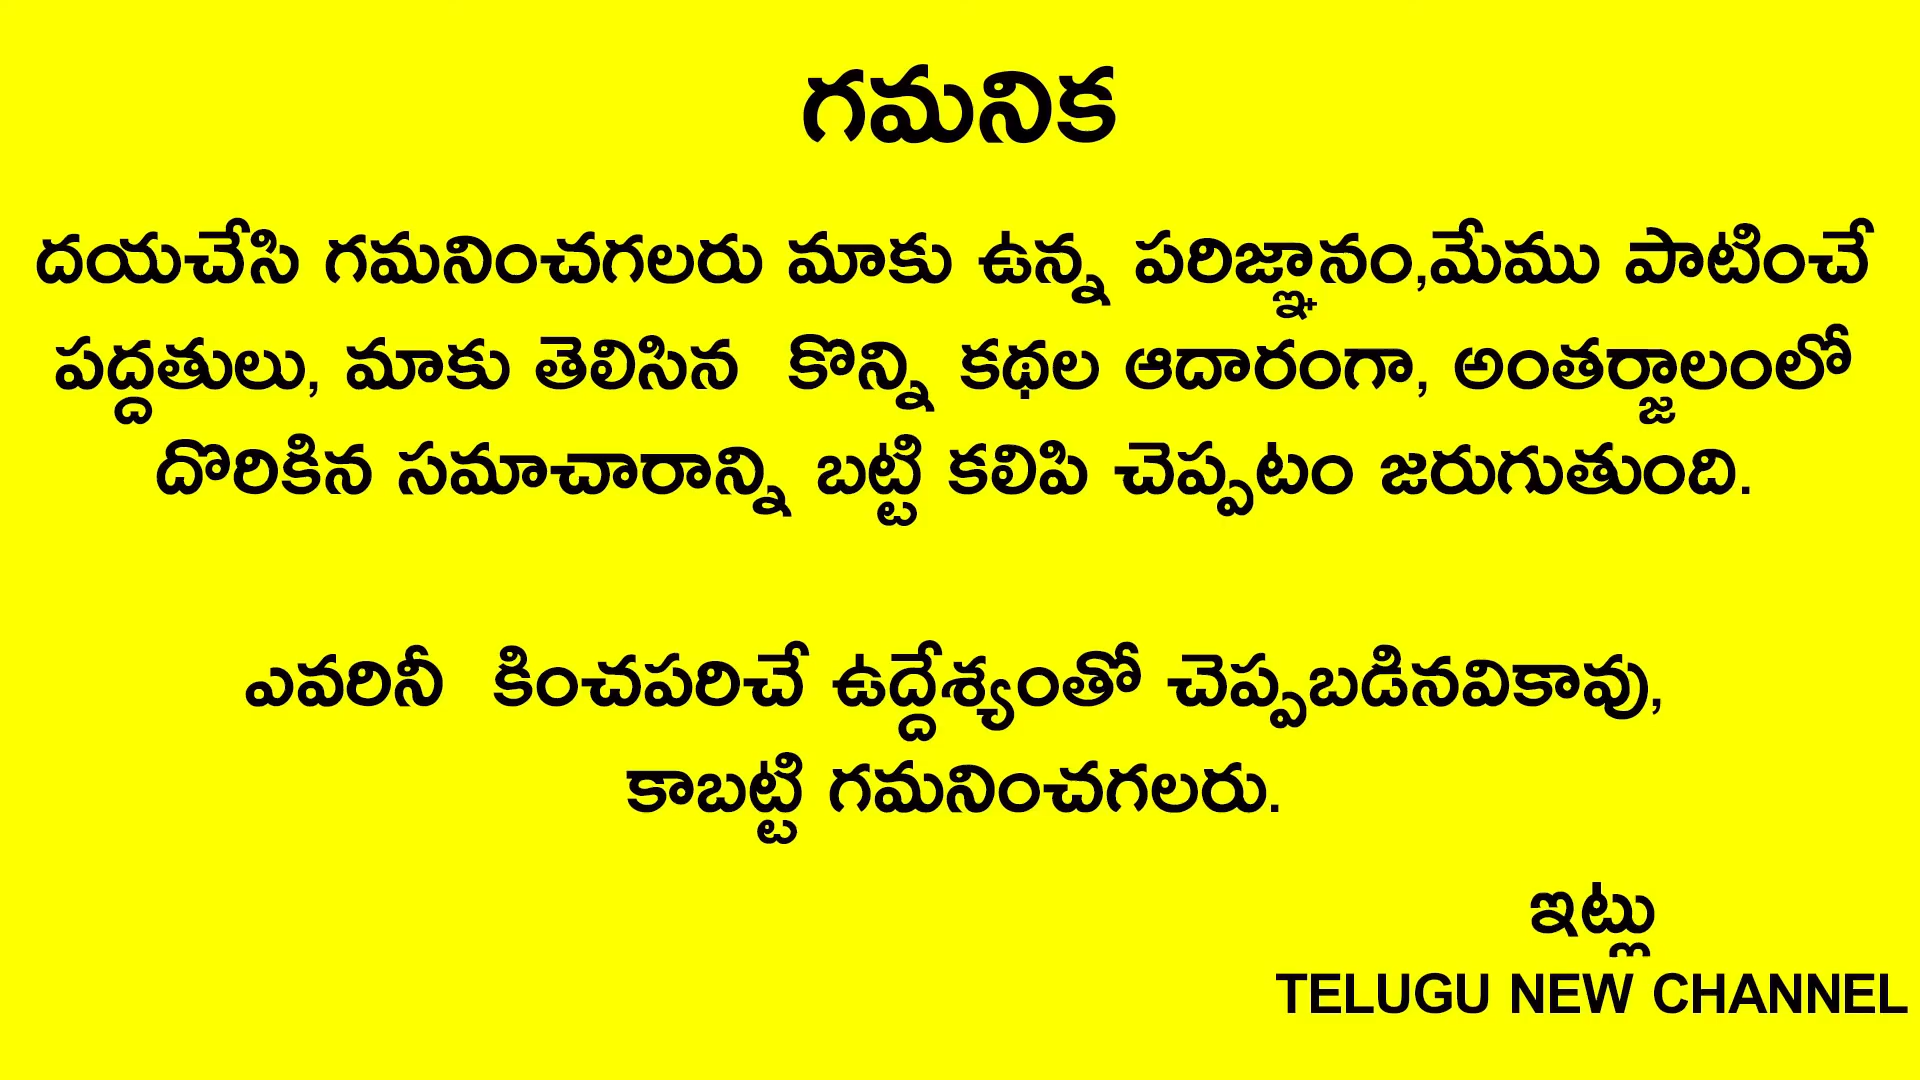 గమనిక
దయచేసి గమనించగలరు మాకు ఉన్న పరిజ్ఞానం,మేము పాటించే
పద్దతులు, మాకు తెలిసిన కొన్ని కథల ఆదారంగా, అంతర్జాలంలో
దొరికిన సమాచారాన్ని బట్టి కలిపి చెప్పటం జరుగుతుంది.
ఎవరినీ కించపరిచే ఉద్దేశ్యంతో చెప్పబడినవికావు,
కాబట్టి గమనించగలరు.
ఇట్లు
TELUGU NEW CHANNEL